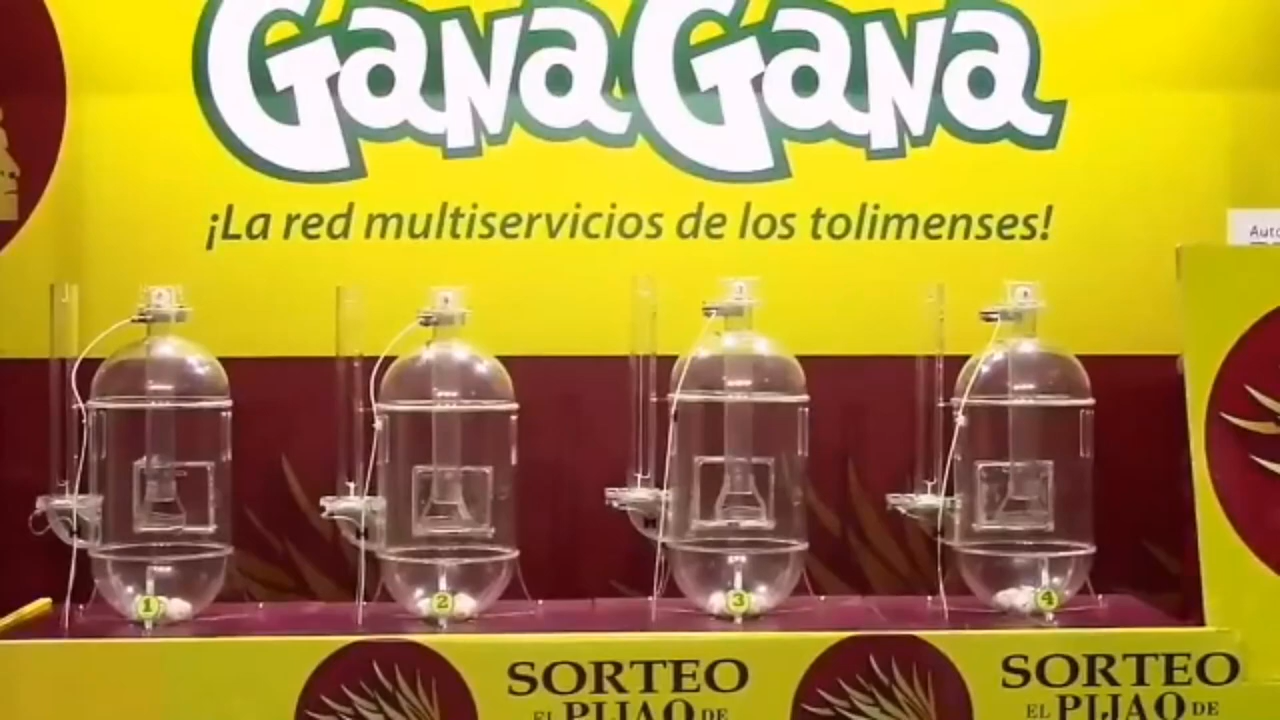 GanaGana
¡La red multiservicios de los tolimenses!
1
2
3
4
SORTEO
EL PIJAO DE
SORTEO
EL PIJAO DE